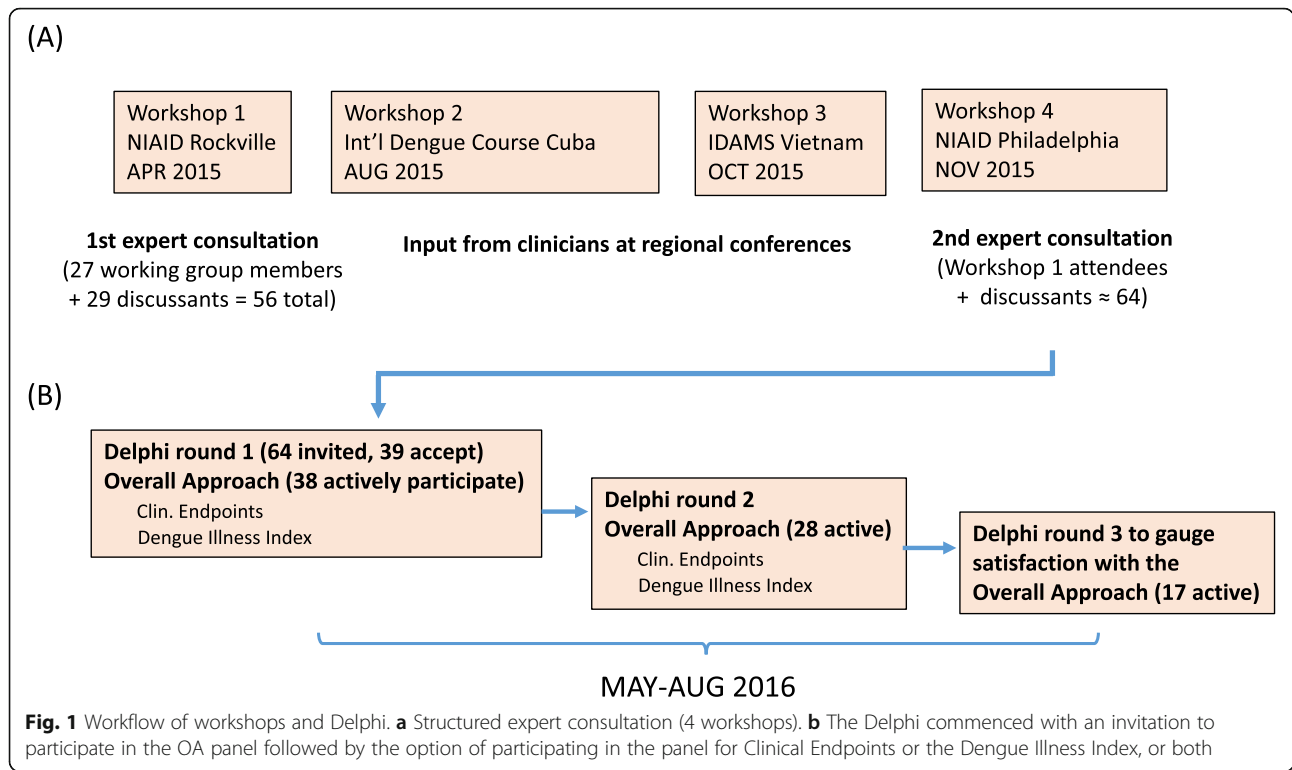 (A)
Workshop 1
NIAID Rockville
APR 2015
Workshop 2
Int'l Dengue Course Cuba
AUG 2015
Workshop 3
IDAMS Vietnam
OCT 2015
Workshop 4
NIAID Philadelphia
NOV 2015
1st expert consultation
(27 working group members
+ 29 discussants = 56 total)
Input from clinicians at regional conferences
2nd expert consultation
(Workshop 1 attendees
+ discussants ≈ 64)
(B)
Delphi round 1 (64 invited, 39 accept)
Overall Approach (38 actively participate)
Clin. Endpoints
Dengue Illness Index
Delphi round 2
Overall Approach (28 active)
Clin. Endpoints
Dengue Illness Index
Delphi round 3 to gauge
satisfaction with the
Overall Approach (17 active)
MAY-AUG 2016
Fig. 1 Workflow of workshops and Delphi. a Structured expert consultation (4 workshops). b The Delphi commenced with an invitation to
participate in the OA panel followed by the option of participating in the panel for Clinical Endpoints or the Dengue Illness Index, or both